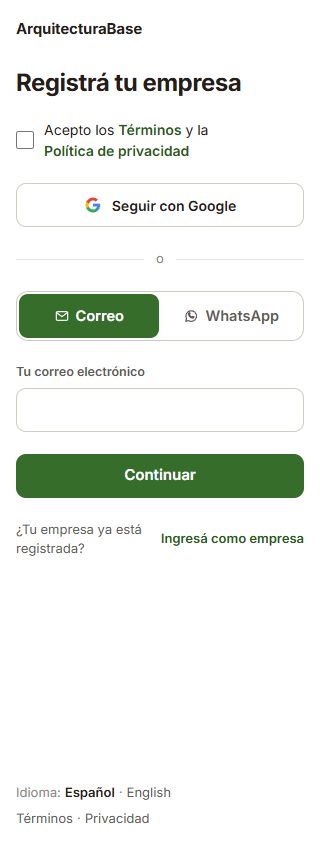 ArquitecturaBase
Registrá tu empresa
Acepto los Términos y la
Política de privacidad
Seguir con Google
o
Correo
WhatsApp
Tu correo electrónico
Continuar
¿Tu empresa ya está
registrada?
Ingresá como empresa
Idioma: Español · English
Términos · Privacidad